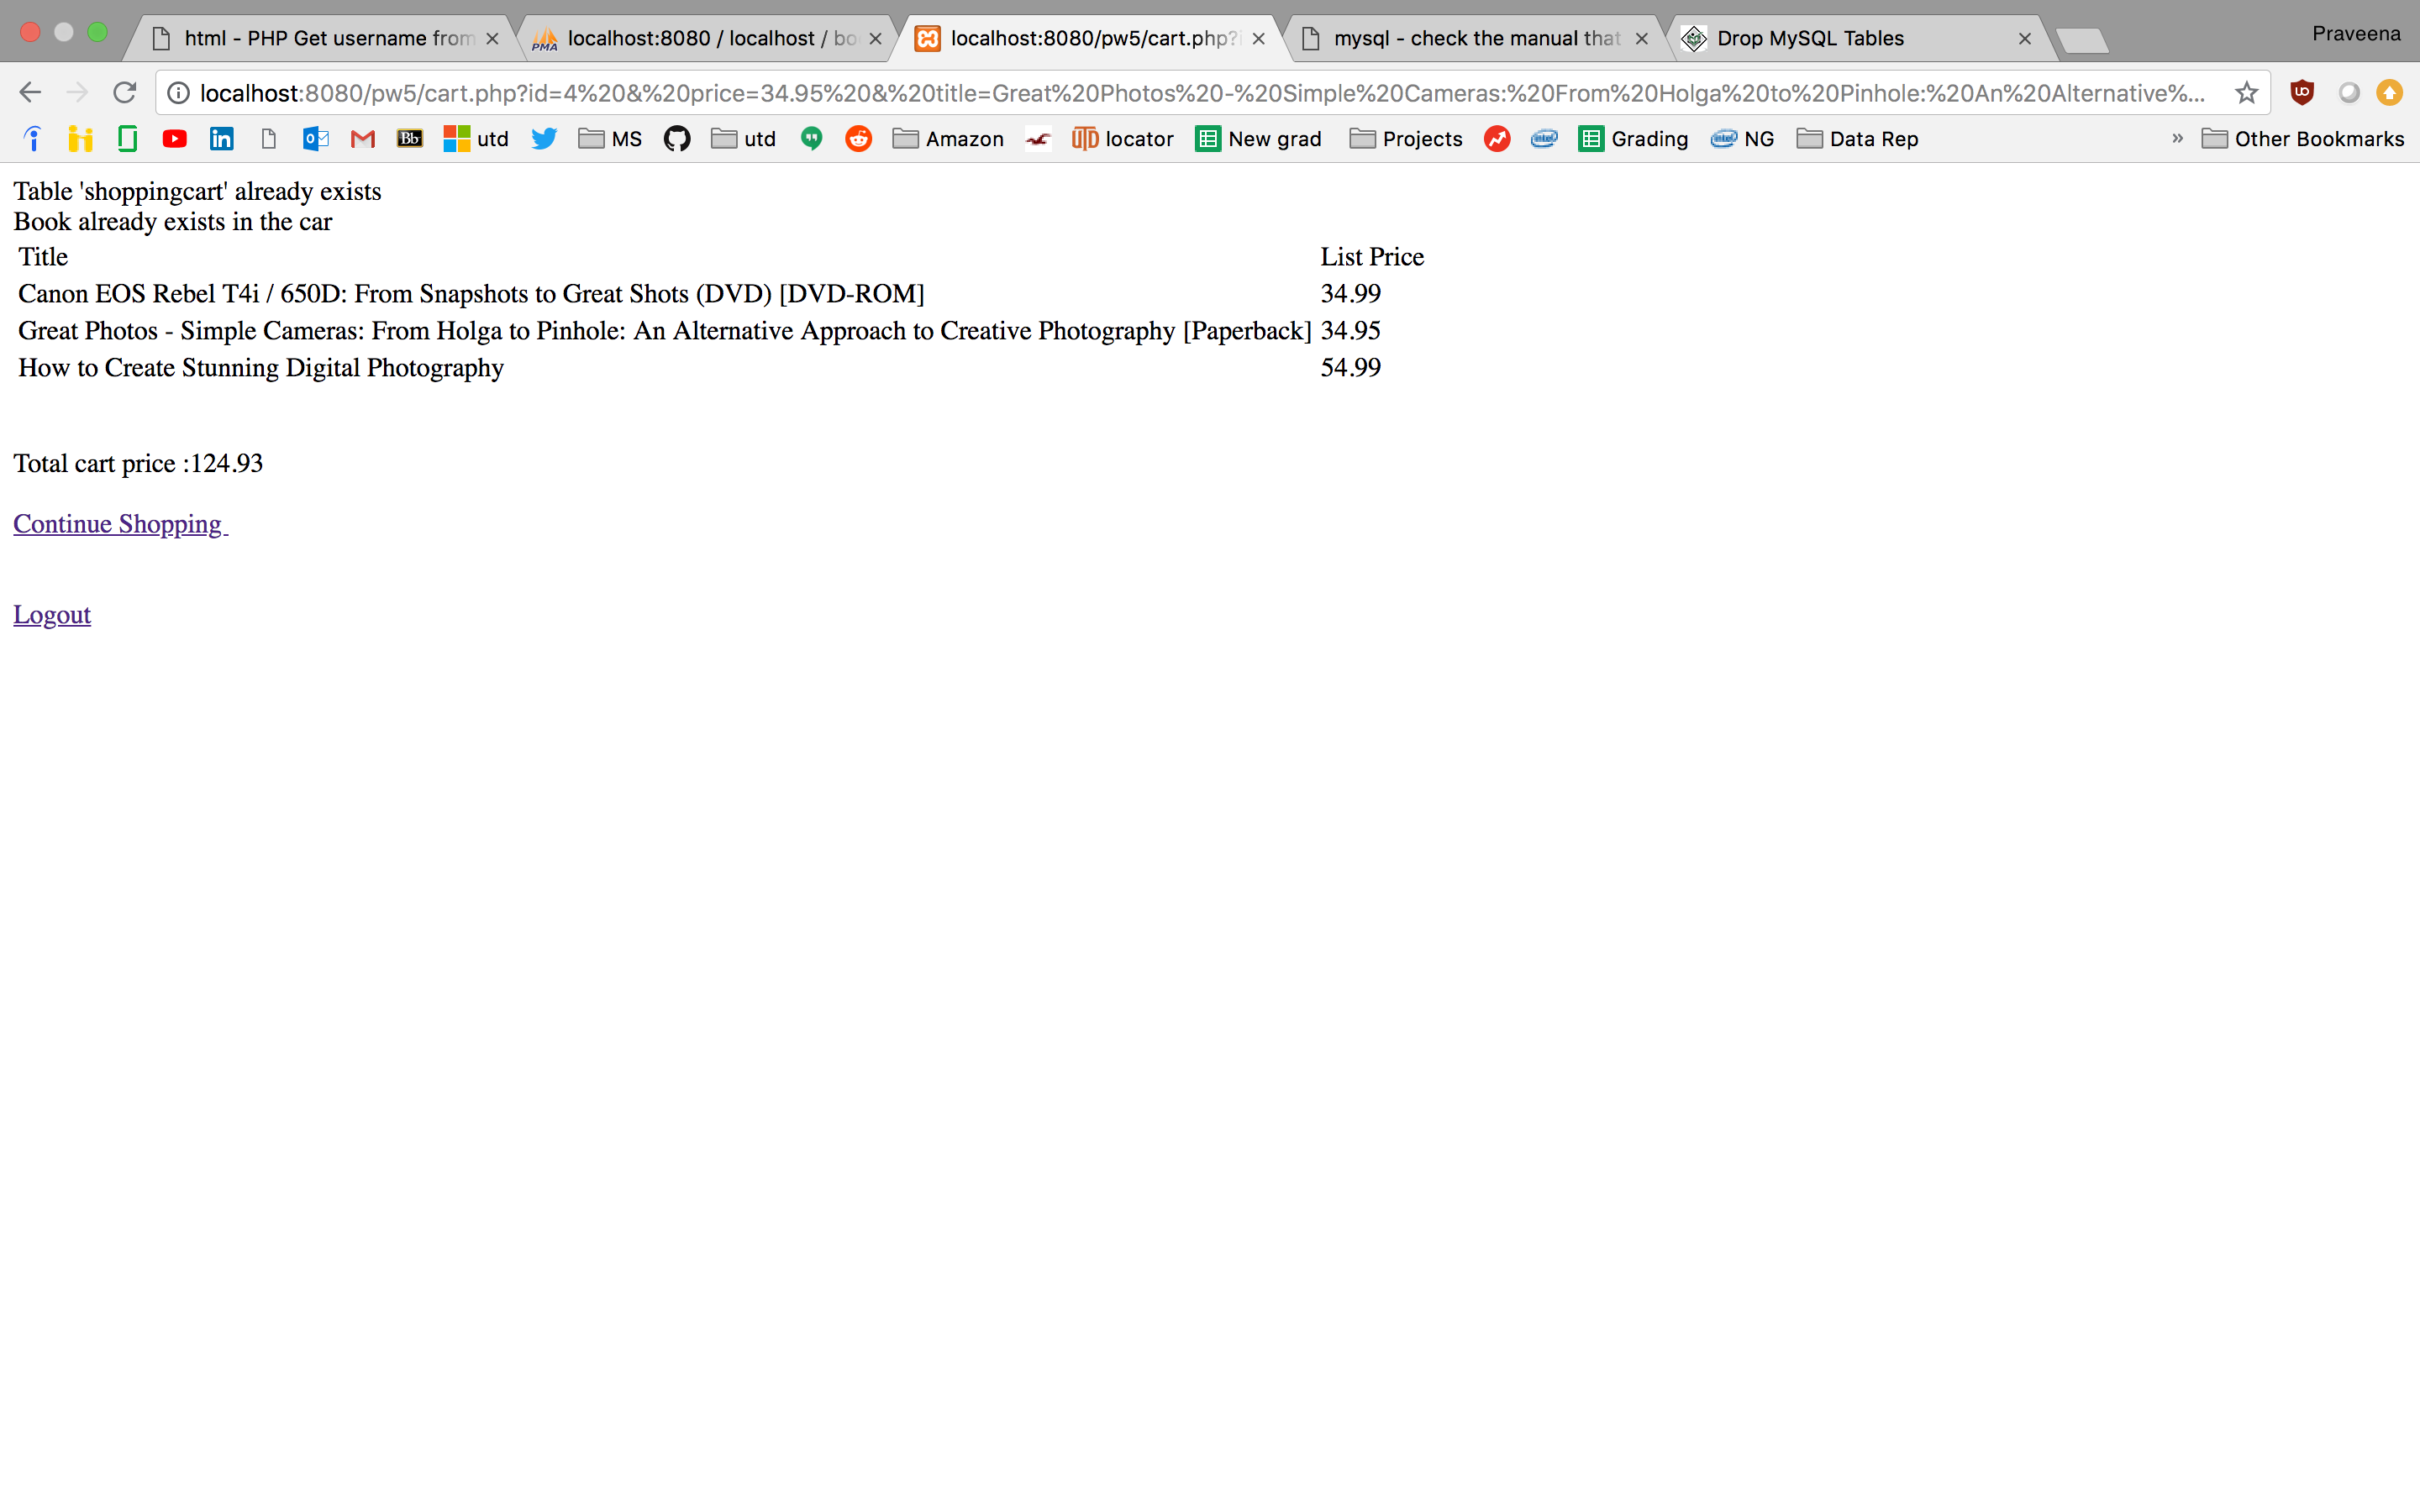 html - PHP Get username from
localhost:8080 / localhost / bo
localhost:8080/pw5/cart.php?i
mysql - check the manual that
Drop MySQL Tables
Praveena
localhost:8080/pw5/cart.php?id=4%20&%20price=34.95%20&%20title=Great%20Photos%20-%20Simple%20Cameras:%20From%20Holga%20to%20Pinhole:%20An%20Alternative%...
utd MS utd Amazon locator New grad Projects Grading NG Data Rep » Other Bookmarks
Table 'shoppingcart' already exists
Book already exists in the car
Title List Price
Canon EOS Rebel T4i / 650D: From Snapshots to Great Shots (DVD) [DVD-ROM] 34.99
Great Photos - Simple Cameras: From Holga to Pinhole: An Alternative Approach to Creative Photography [Paperback] 34.95
How to Create Stunning Digital Photography 54.99
Total cart price :124.93
Continue Shopping
Logout